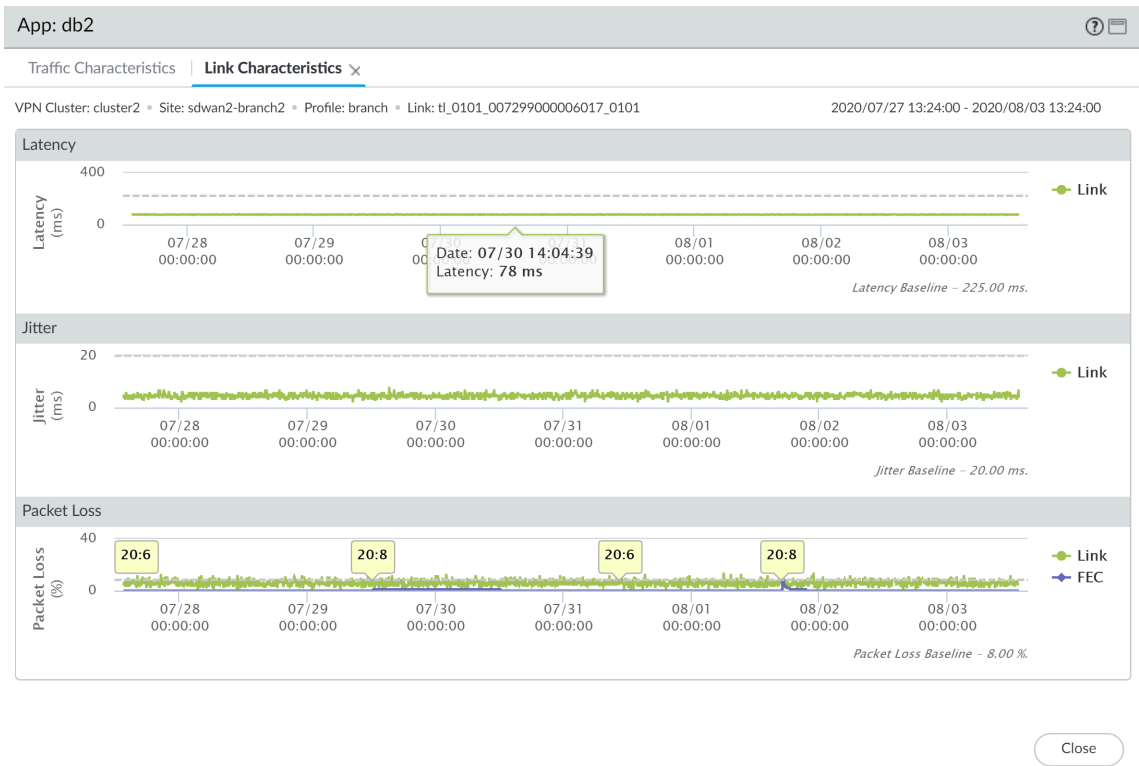 App: db2
?
Traffic Characteristics
Link Characteristics ×
VPN Cluster: cluster2 • Site: sdwan2-branch2 • Profile: branch • Link: tl_0101_007299000006017_0101
2020/07/27 13:24:00 - 2020/08/03 13:24:00
Latency
Latency (ms)
400
0
Link
07/28 07/29 07/30 07/31 08/01 08/02 08/03
00:00:00 00:00:00 00:00:00 00:00:00 00:00:00 00:00:00
Date: 07/30 14:04:39
Latency: 78 ms
Latency Baseline – 225.00 ms.
Jitter
Jitter (ms)
20
0
Link
07/28 07/29 07/30 07/31 08/01 08/02 08/03
00:00:00 00:00:00 00:00:00 00:00:00 00:00:00 00:00:00 00:00:00
Jitter Baseline – 20.00 ms.
Packet Loss
Packet Loss (%)
40
0
20:6 20:8 20:6 20:8
Link
FEC
07/28 07/29 07/30 07/31 08/01 08/02 08/03
00:00:00 00:00:00 00:00:00 00:00:00 00:00:00 00:00:00 00:00:00
Packet Loss Baseline – 8.00 %.
Close